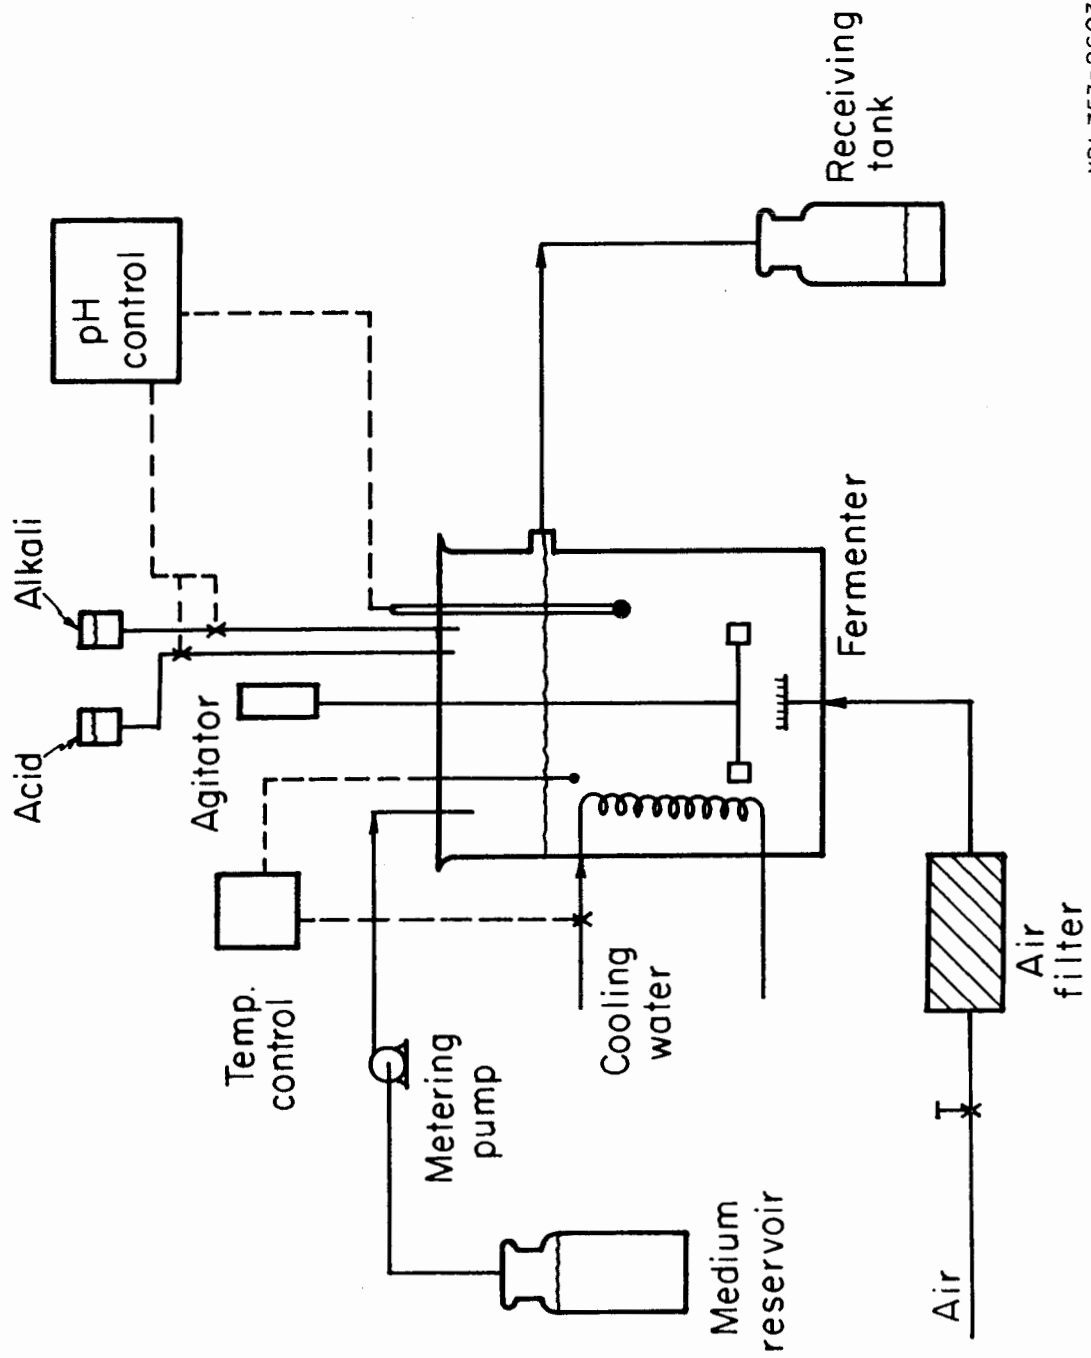 Acid
Alkali
pH
control
Agitator
Temp.
control
Metering
pump
Cooling
water
Medium
reservoir
Fermenter
Receiving
tank
Air
Air
filter